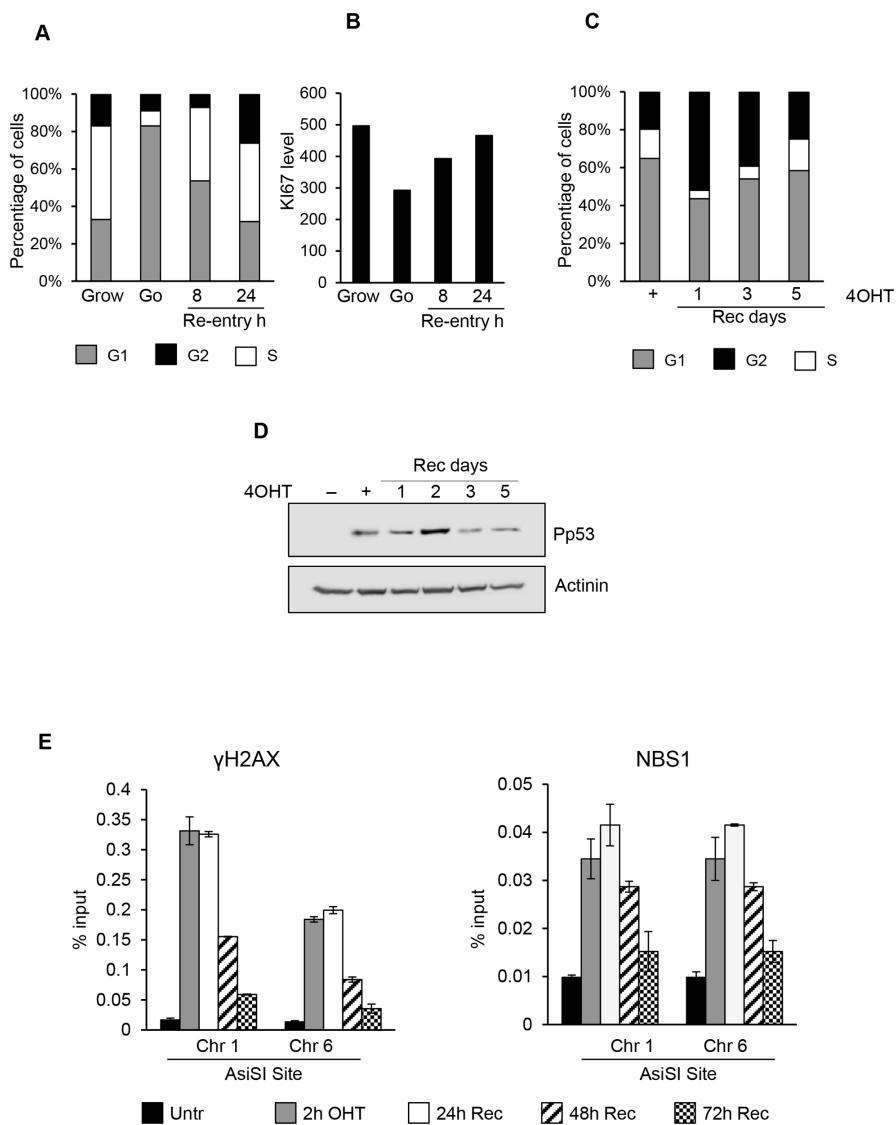 A
Percentage of cells
100%
80%
60%
40%
20%
0%
Grow Go 8 24
Re-entry h
G1 G2 S
B
KI67 level
600
500
400
300
200
100
0
Grow Go 8 24
Re-entry h
C
Percentage of cells
100%
80%
60%
40%
20%
0%
+ 1 3 5 4OHT
Rec days
G1 G2 S
D
Rec days
4OHT – + 1 2 3 5
Pp53
Actinin
E
γH2AX
% input
0.4
0.35
0.3
0.25
0.2
0.15
0.1
0.05
0
Chr 1 Chr 6
AsiSI Site
NBS1
% input
0.05
0.04
0.03
0.02
0.01
0
Chr 1 Chr 6
AsiSI Site
Untr 2h OHT 24h Rec 48h Rec 72h Rec